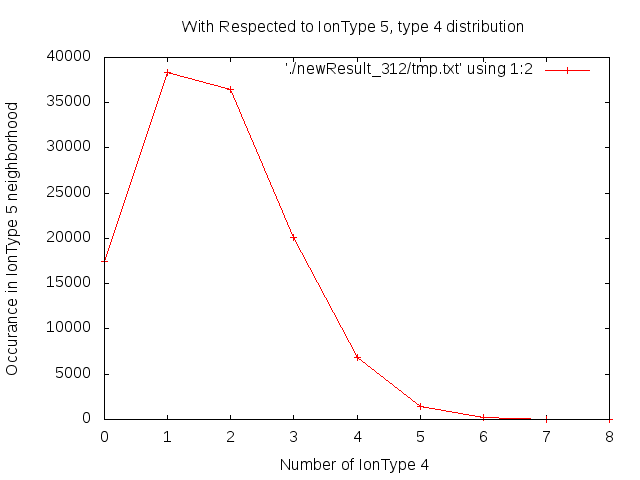 With Respected to IonType 5, type 4 distribution
'./newResult_312/tmp.txt' using 1:2
Occurance in IonType 5 neighborhood
40000
35000
30000
25000
20000
15000
10000
5000
0
0 1 2 3 4 5 6 7 8
Number of IonType 4